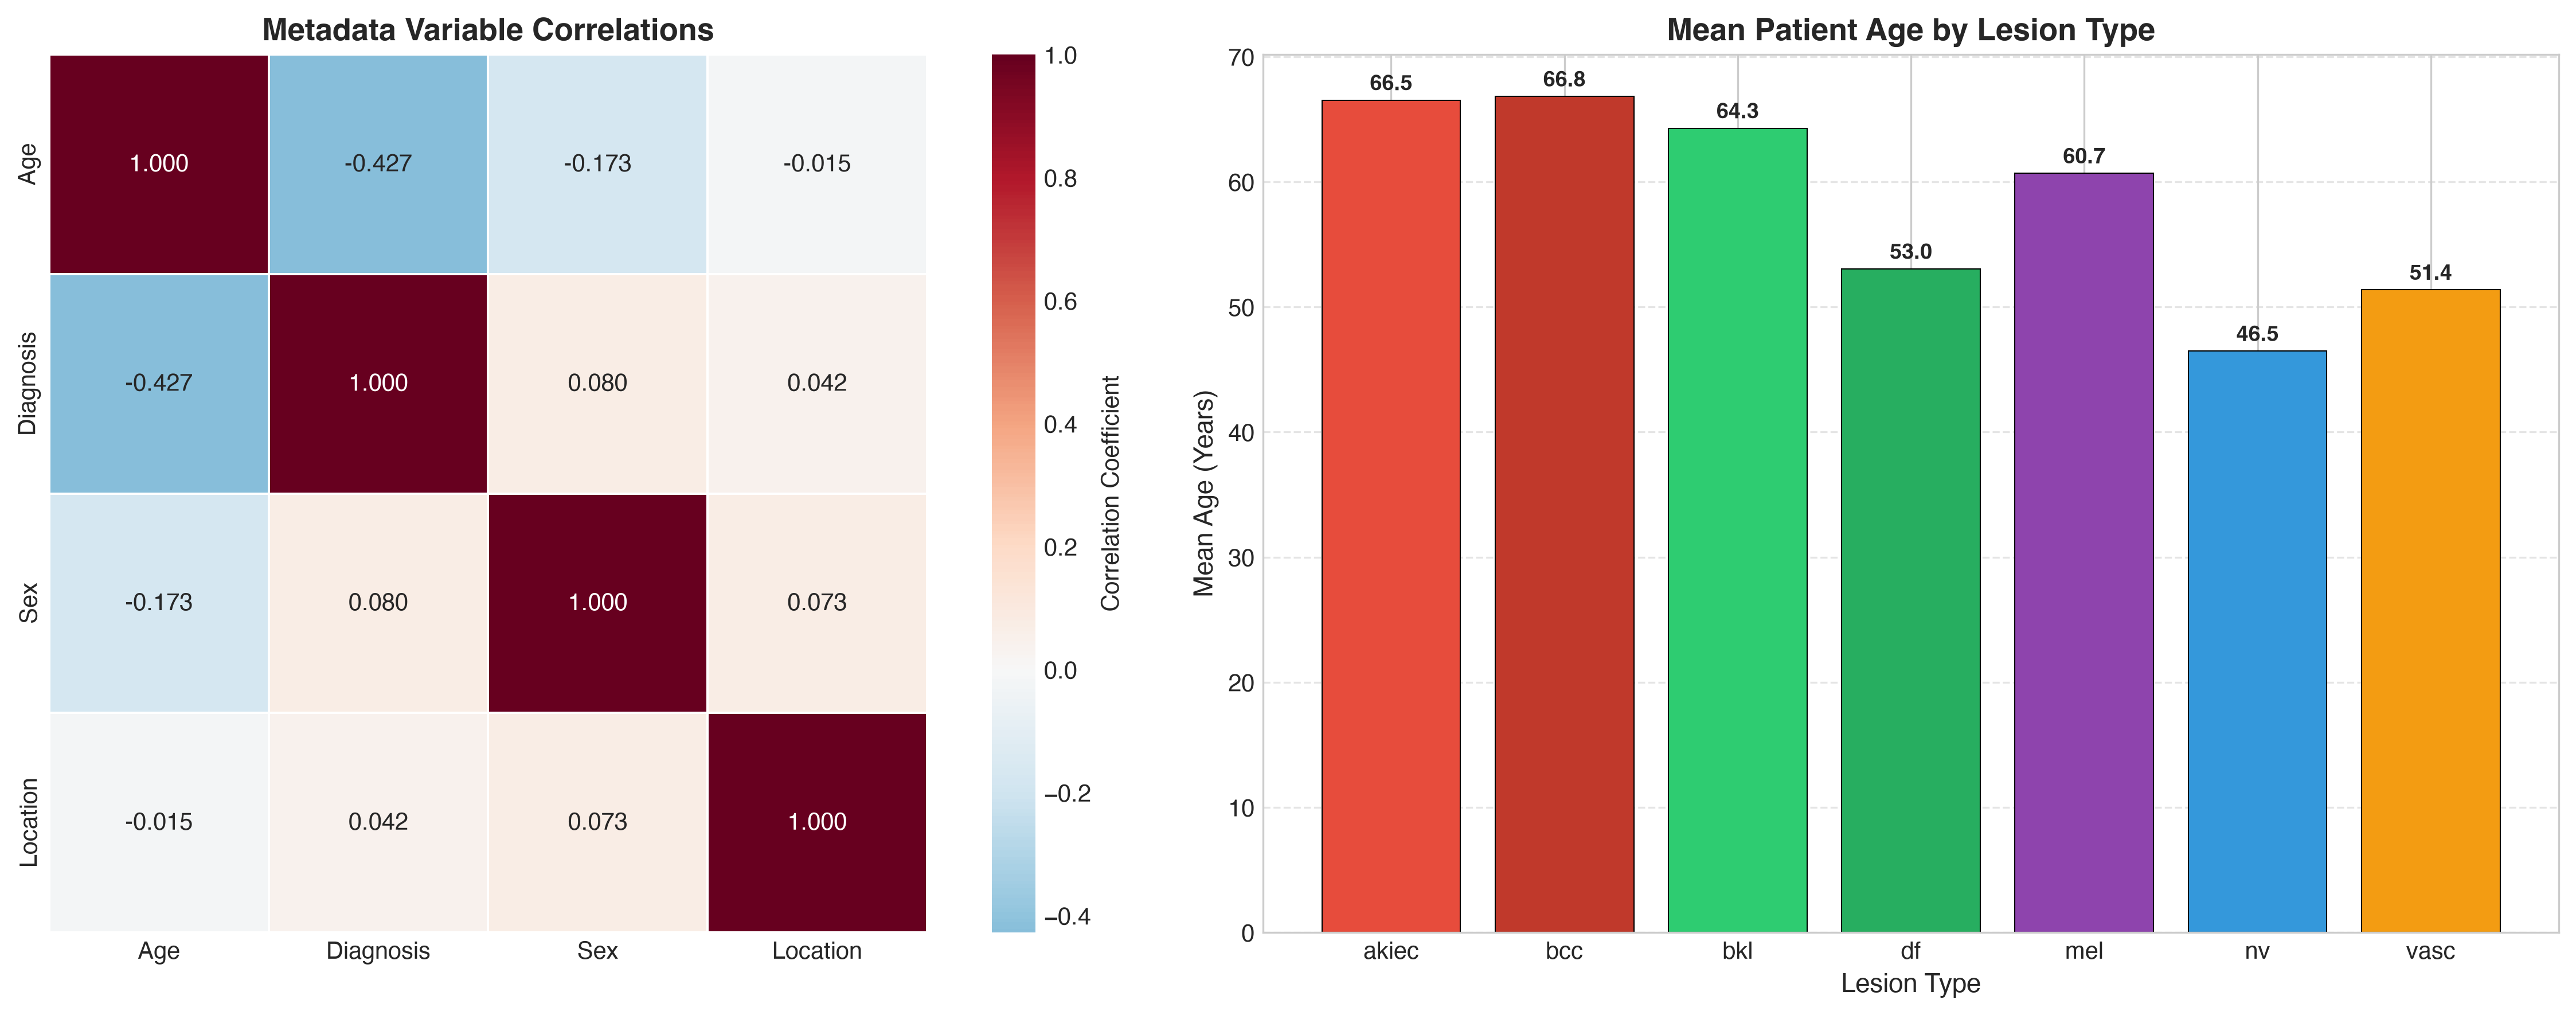 Metadata Variable Correlations
Age
1.000
-0.427
-0.173
-0.015
Diagnosis
-0.427
1.000
0.080
0.042
Sex
-0.173
0.080
1.000
0.073
Location
-0.015
0.042
0.073
1.000
Age
Diagnosis
Sex
Location
1.0
0.8
0.6
0.4
0.2
0.0
−0.2
−0.4
Correlation Coefficient
Mean Patient Age by Lesion Type
Mean Age (Years)
70
60
50
40
30
20
10
0
66.5
66.8
64.3
53.0
60.7
46.5
51.4
akiec
bcc
bkl
df
mel
nv
vasc
Lesion Type